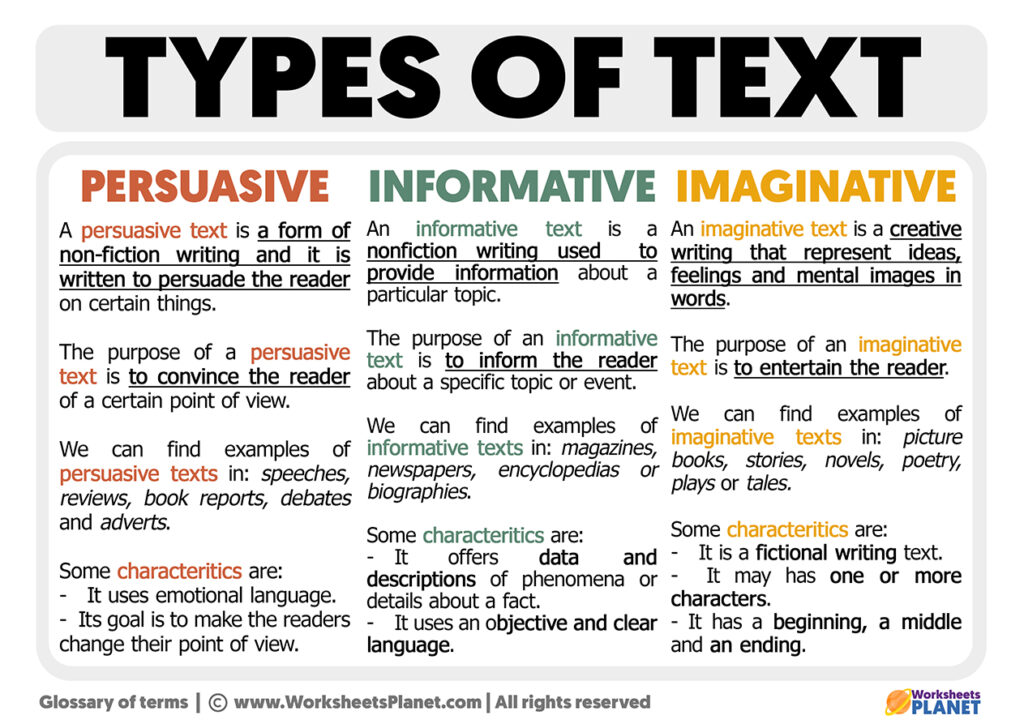 TYPES OF TEXT
PERSUASIVE
A persuasive text is a form of
non-fiction writing and it is
written to persuade the reader
on certain things.
The purpose of a persuasive
text is to convince the reader
of a certain point of view.
We can find examples of
persuasive texts in: speeches,
reviews, book reports, debates
and adverts.
Some characteritics are:
- It uses emotional language.
- Its goal is to make the readers
change their point of view.
INFORMATIVE
An informative text is a
nonfiction writing used to
provide information about a
particular topic.
The purpose of an informative
text is to inform the reader
about a specific topic or event.
We can find examples of
informative texts in: magazines,
newspapers, encyclopedias or
biographies.
Some characteritics are:
- It offers data and
descriptions of phenomena or
details about a fact.
- It uses an objective and clear
language.
IMAGINATIVE
An imaginative text is a creative
writing that represent ideas,
feelings and mental images in
words.
The purpose of an imaginative
text is to entertain the reader.
We can find examples of
imaginative texts in: picture
books, stories, novels, poetry,
plays or tales.
Some characteritics are:
- It is a fictional writing text.
- It may has one or more
characters.
- It has a beginning, a middle
and an ending.
Glossary of terms | © www.WorksheetsPlanet.com | All rights reserved
Worksheets
PLANET